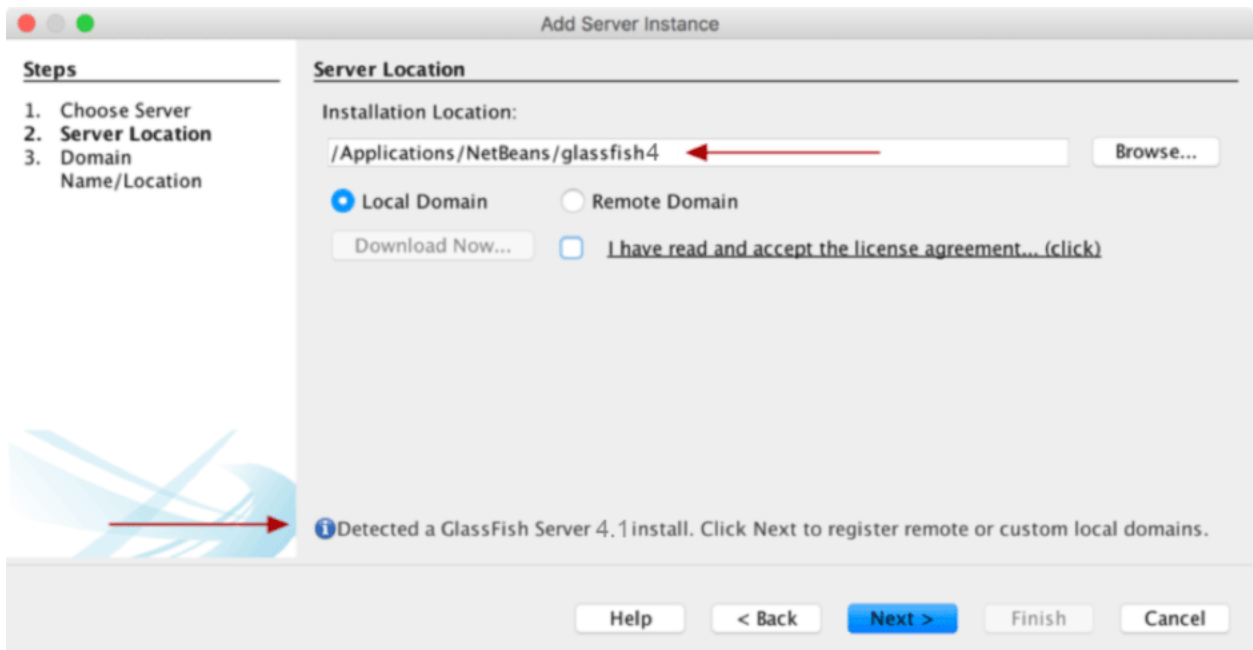 Add Server Instance
Steps
1. Choose Server
2. Server Location
3. Domain
Name/Location
Server Location
Installation Location:
/Applications/NetBeans/glassfish4
Browse...
Local Domain
Remote Domain
Download Now...
I have read and accept the license agreement... (click)
Detected a GlassFish Server 4.1install. Click Next to register remote or custom local domains.
Help
< Back
Next >
Finish
Cancel